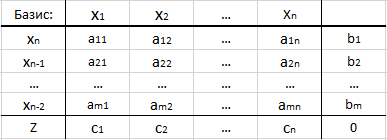 Базис: x₁ x₂ ... xₙ
xₙ a₁₁ a₁₂ ... a₁ₙ b₁
xₙ₋₁ a₂₁ a₂₂ ... a₂ₙ b₂
... ... ... ... ... ...
xₙ₋₂ aₘ₁ aₘ₂ ... aₘₙ bₘ
Z c₁ c₂ ... cₙ 0